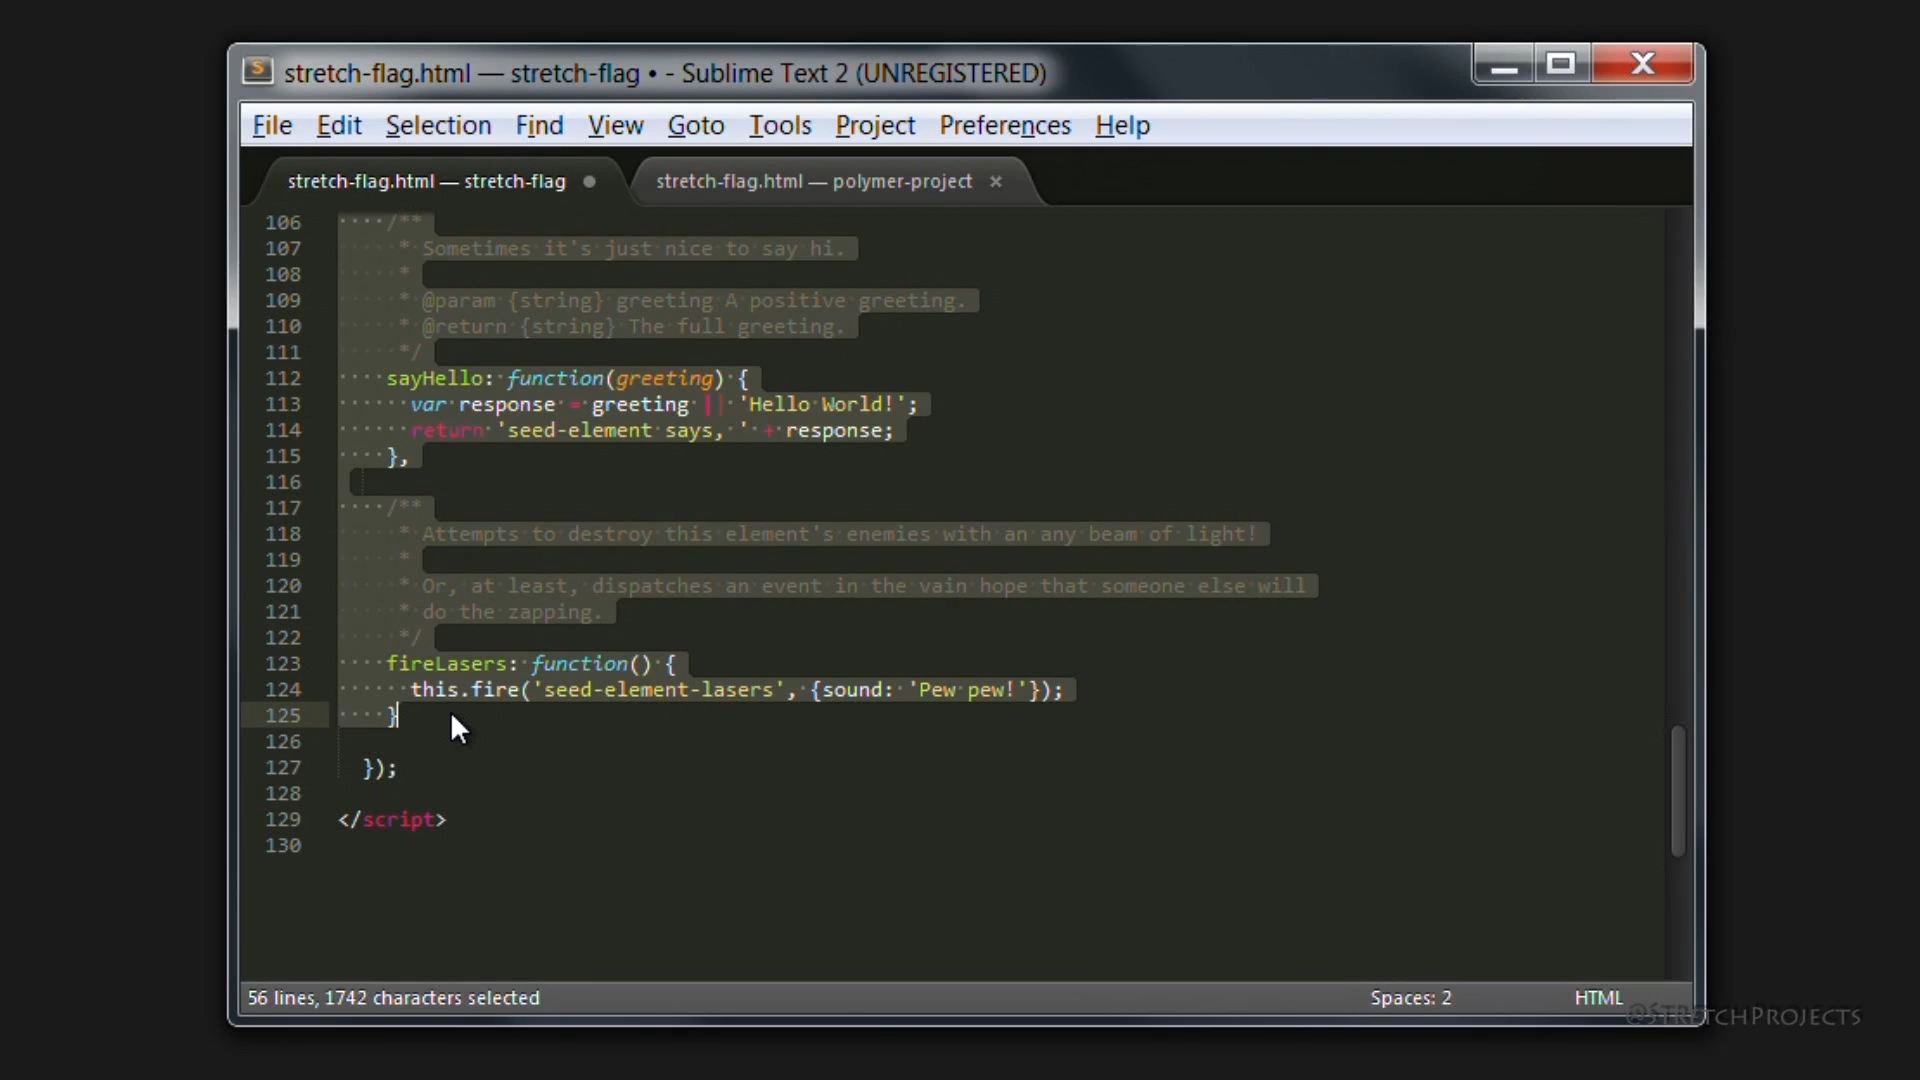 stretch-flag.html — stretch-flag • - Sublime Text 2 (UNREGISTERED)
File Edit Selection Find View Goto Tools Project Preferences Help
stretch-flag.html — stretch-flag
stretch-flag.html — polymer-project ×
106 /**
107 * Sometimes it's just nice to say hi.
108 *
109 * @param {string} greeting A positive greeting.
110 * @return {string} The full greeting.
111 */
112 sayHello: function(greeting) {
113 var response = greeting || 'Hello World!';
114 return 'seed-element says, ' + response;
115 },
116
117 /**
118 * Attempts to destroy this element's enemies with an any beam of light!
119 *
120 * Or, at least, dispatches an event in the vain hope that someone else will
121 * do the zapping.
122 */
123 fireLasers: function() {
124 this.fire('seed-element-lasers', {sound: 'Pew pew!'});
125 }
126
127 });
128
129 </script>
130
56 lines, 1742 characters selected
Spaces: 2
HTML
@StretchProjects